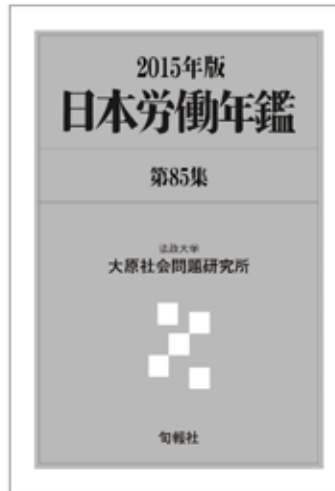 2015年版
日本労働年鑑
第85集
法政大学
大原社会問題研究所
旬報社